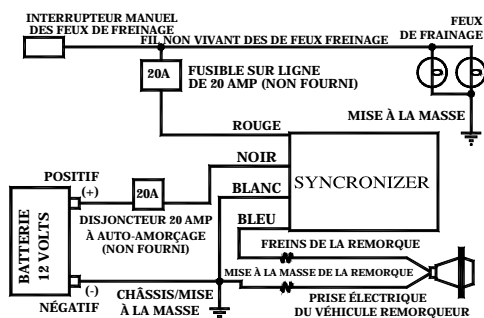 INTERRUPTEUR MANUEL
DES FEUX DE FREINAGE
FIL NON VIVANT DES DE FEUX FREINAGE
FEUX
DE FRAINAGE
20A
FUSIBLE SUR LIGNE
DE 20 AMP (NON FOURNI)
MISE À LA MASSE
ROUGE
NOIR
BLANC
BLEU
SYNCRONIZER
POSITIF
(+)
20A
DISJONCTEUR 20 AMP
À AUTO-AMORÇAGE
(NON FOURNI)
BATTERIE
12 VOLTS
FREINS DE LA REMORQUE
MISE À LA MASSE DE LA REMORQUE
(-)
NÉGATIF
CHÂSSIS/MISE
À LA MASSE
PRISE ÉLECTRIQUE
DU VÉHICULE REMORQUEUR